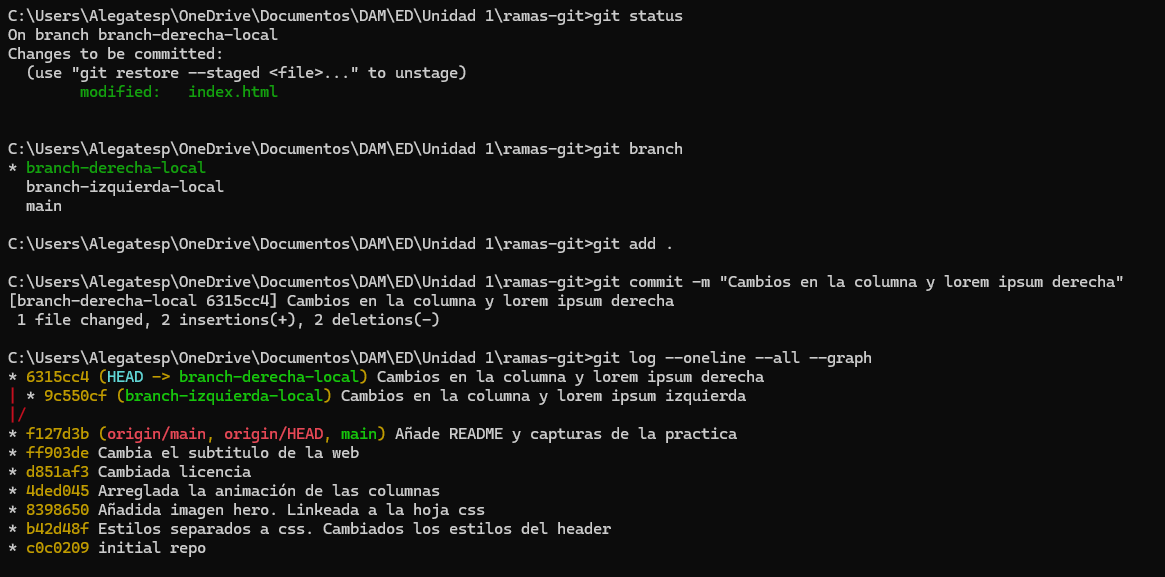 C:\Users\Alegatesp\OneDrive\Documentos\DAM\ED\Unidad 1\ramas-git>git status
On branch branch-derecha-local
Changes to be committed:
  (use "git restore --staged <file>..." to unstage)
        modified:   index.html
C:\Users\Alegatesp\OneDrive\Documentos\DAM\ED\Unidad 1\ramas-git>git branch
* branch-derecha-local
  branch-izquierda-local
  main
C:\Users\Alegatesp\OneDrive\Documentos\DAM\ED\Unidad 1\ramas-git>git add .
C:\Users\Alegatesp\OneDrive\Documentos\DAM\ED\Unidad 1\ramas-git>git commit -m "Cambios en la columna y lorem ipsum derecha"
[branch-derecha-local 6315cc4] Cambios en la columna y lorem ipsum derecha
 1 file changed, 2 insertions(+), 2 deletions(-)
C:\Users\Alegatesp\OneDrive\Documentos\DAM\ED\Unidad 1\ramas-git>git log --oneline --all --graph
* 6315cc4 (HEAD -> branch-derecha-local) Cambios en la columna y lorem ipsum derecha
| * 9c550cf (branch-izquierda-local) Cambios en la columna y lorem ipsum izquierda
|/
* f127d3b (origin/main, origin/HEAD, main) Añade README y capturas de la practica
* ff903de Cambia el subtitulo de la web
* d851af3 Cambiada licencia
* 4ded045 Arreglada la animación de las columnas
* 8398650 Añadida imagen hero. Linkeada a la hoja css
* b42d48f Estilos separados a css. Cambiados los estilos del header
* c0c0209 initial repo